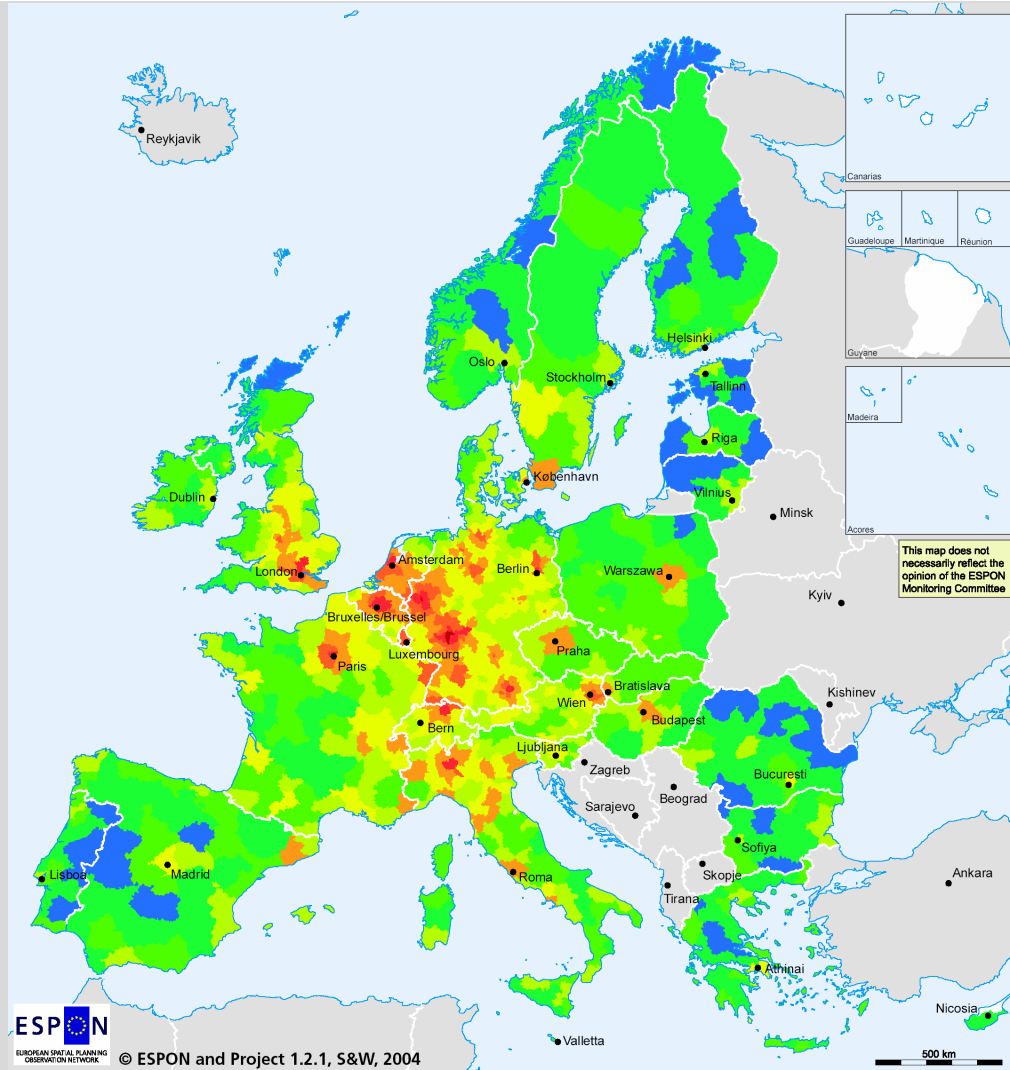 Canarias
Reykjavik
Guadeloupe
Martinique
Réunion
Guyane
Helsinki
Oslo
Stockholm
Tallinn
Madeira
Riga
Acores
København
Dublin
Vilnius
Minsk
This map does not
necessarily reflect the
opinion of the ESPON
Monitoring Committee
Amsterdam
London
Berlin
Warszawa
Kyiv
Bruxelles/Brussel
Luxembourg
Praha
Paris
Bratislava
Kishinev
Wien
Budapest
Bern
Ljubljana
Zagreb
Bucuresti
Beograd
Sarajevo
Sofiya
Lisboa
Madrid
Roma
Skopje
Ankara
Tirana
Athinai
Nicosia
ESPON
EUROPEAN SPATIAL PLANNING
OBSERVATION NETWORK
© ESPON and Project 1.2.1, S&W, 2004
Valletta
500 km